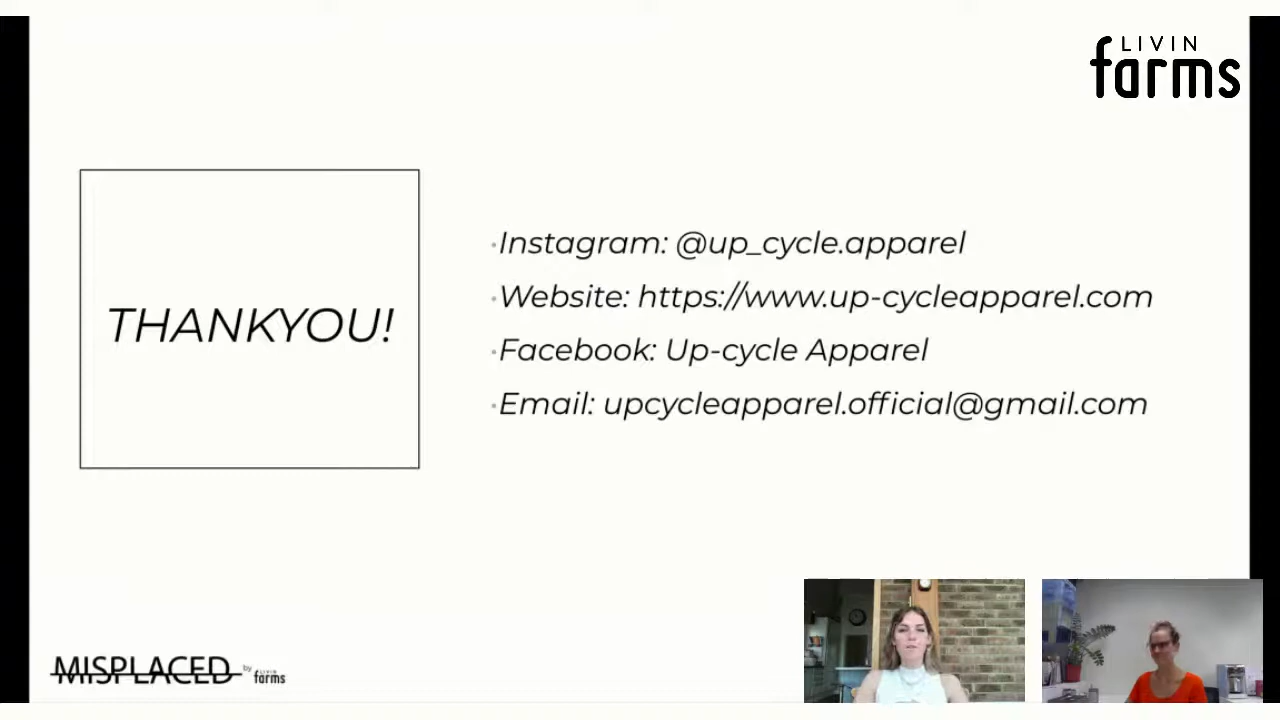 LIVIN
farms
THANKYOU!
·Instagram: @up_cycle.apparel
·Website: https://www.up-cycleapparel.com
·Facebook: Up-cycle Apparel
·Email: upcycleapparel.official@gmail.com
MISPLACED by LIVIN farms